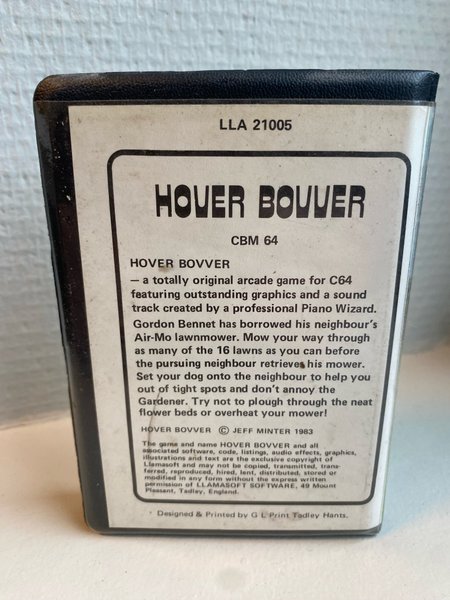 LLA 21005
HOVER BOVVER
CBM 64
HOVER BOVVER
— a totally original arcade game for C64
featuring outstanding graphics and a sound
track created by a professional Piano Wizard.
Gordon Bennet has borrowed his neighbour's
Air-Mo lawnmower. Mow your way through
as many of the 16 lawns as you can before
the pursuing neighbour retrieves his mower.
Set your dog onto the neighbour to help you
out of tight spots and don't annoy the
Gardener. Try not to plough through the neat
flower beds or overheat your mower!
HOVER BOVVER © JEFF MINTER 1983
The game and name HOVER BOVVER and all
associated software, code, listings, audio effects, graphics,
illustrations and text are the exclusive copyright of
Llamasoft and may not be copied, transmitted, trans-
ferred, reproduced, hired, lent, distributed, stored or
modified in any form without the express written
permission of LLAMASOFT SOFTWARE, 49 Mount
Pleasant, Tadley, England.
Designed & Printed by G L Print Tadley Hants.